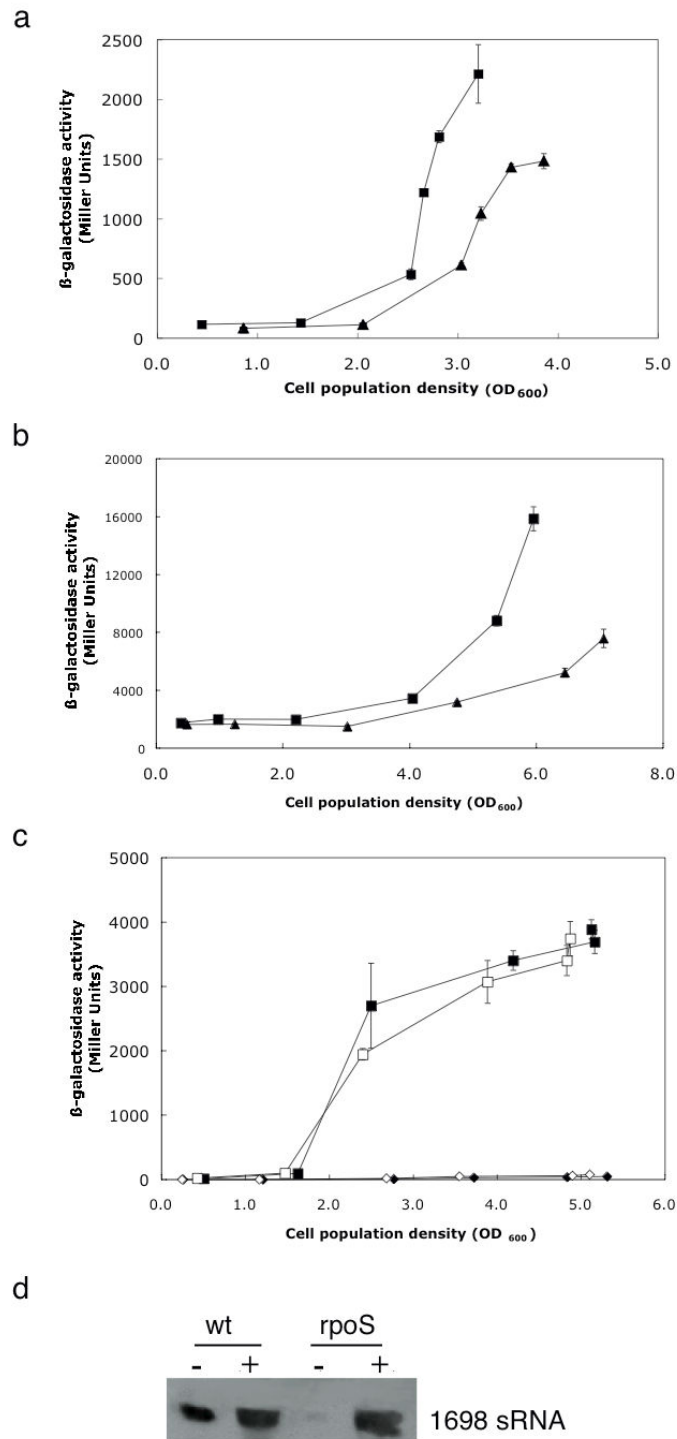 a
2500
2000
1500
1000
500
0
0.0 1.0 2.0 3.0 4.0 5.0
ß-galactosidase activity
(Miller Units)
Cell population density (OD600)
b
20000
16000
12000
8000
4000
0
0.0 2.0 4.0 6.0 8.0
ß-galactosidase activity
(Miller Units)
Cell population density (OD600)
c
5000
4000
3000
2000
1000
0
0.0 1.0 2.0 3.0 4.0 5.0 6.0
ß-galactosidase activity
(Miller Units)
Cell population density (OD 600)
d
wt rpoS
- + - +
1698 sRNA